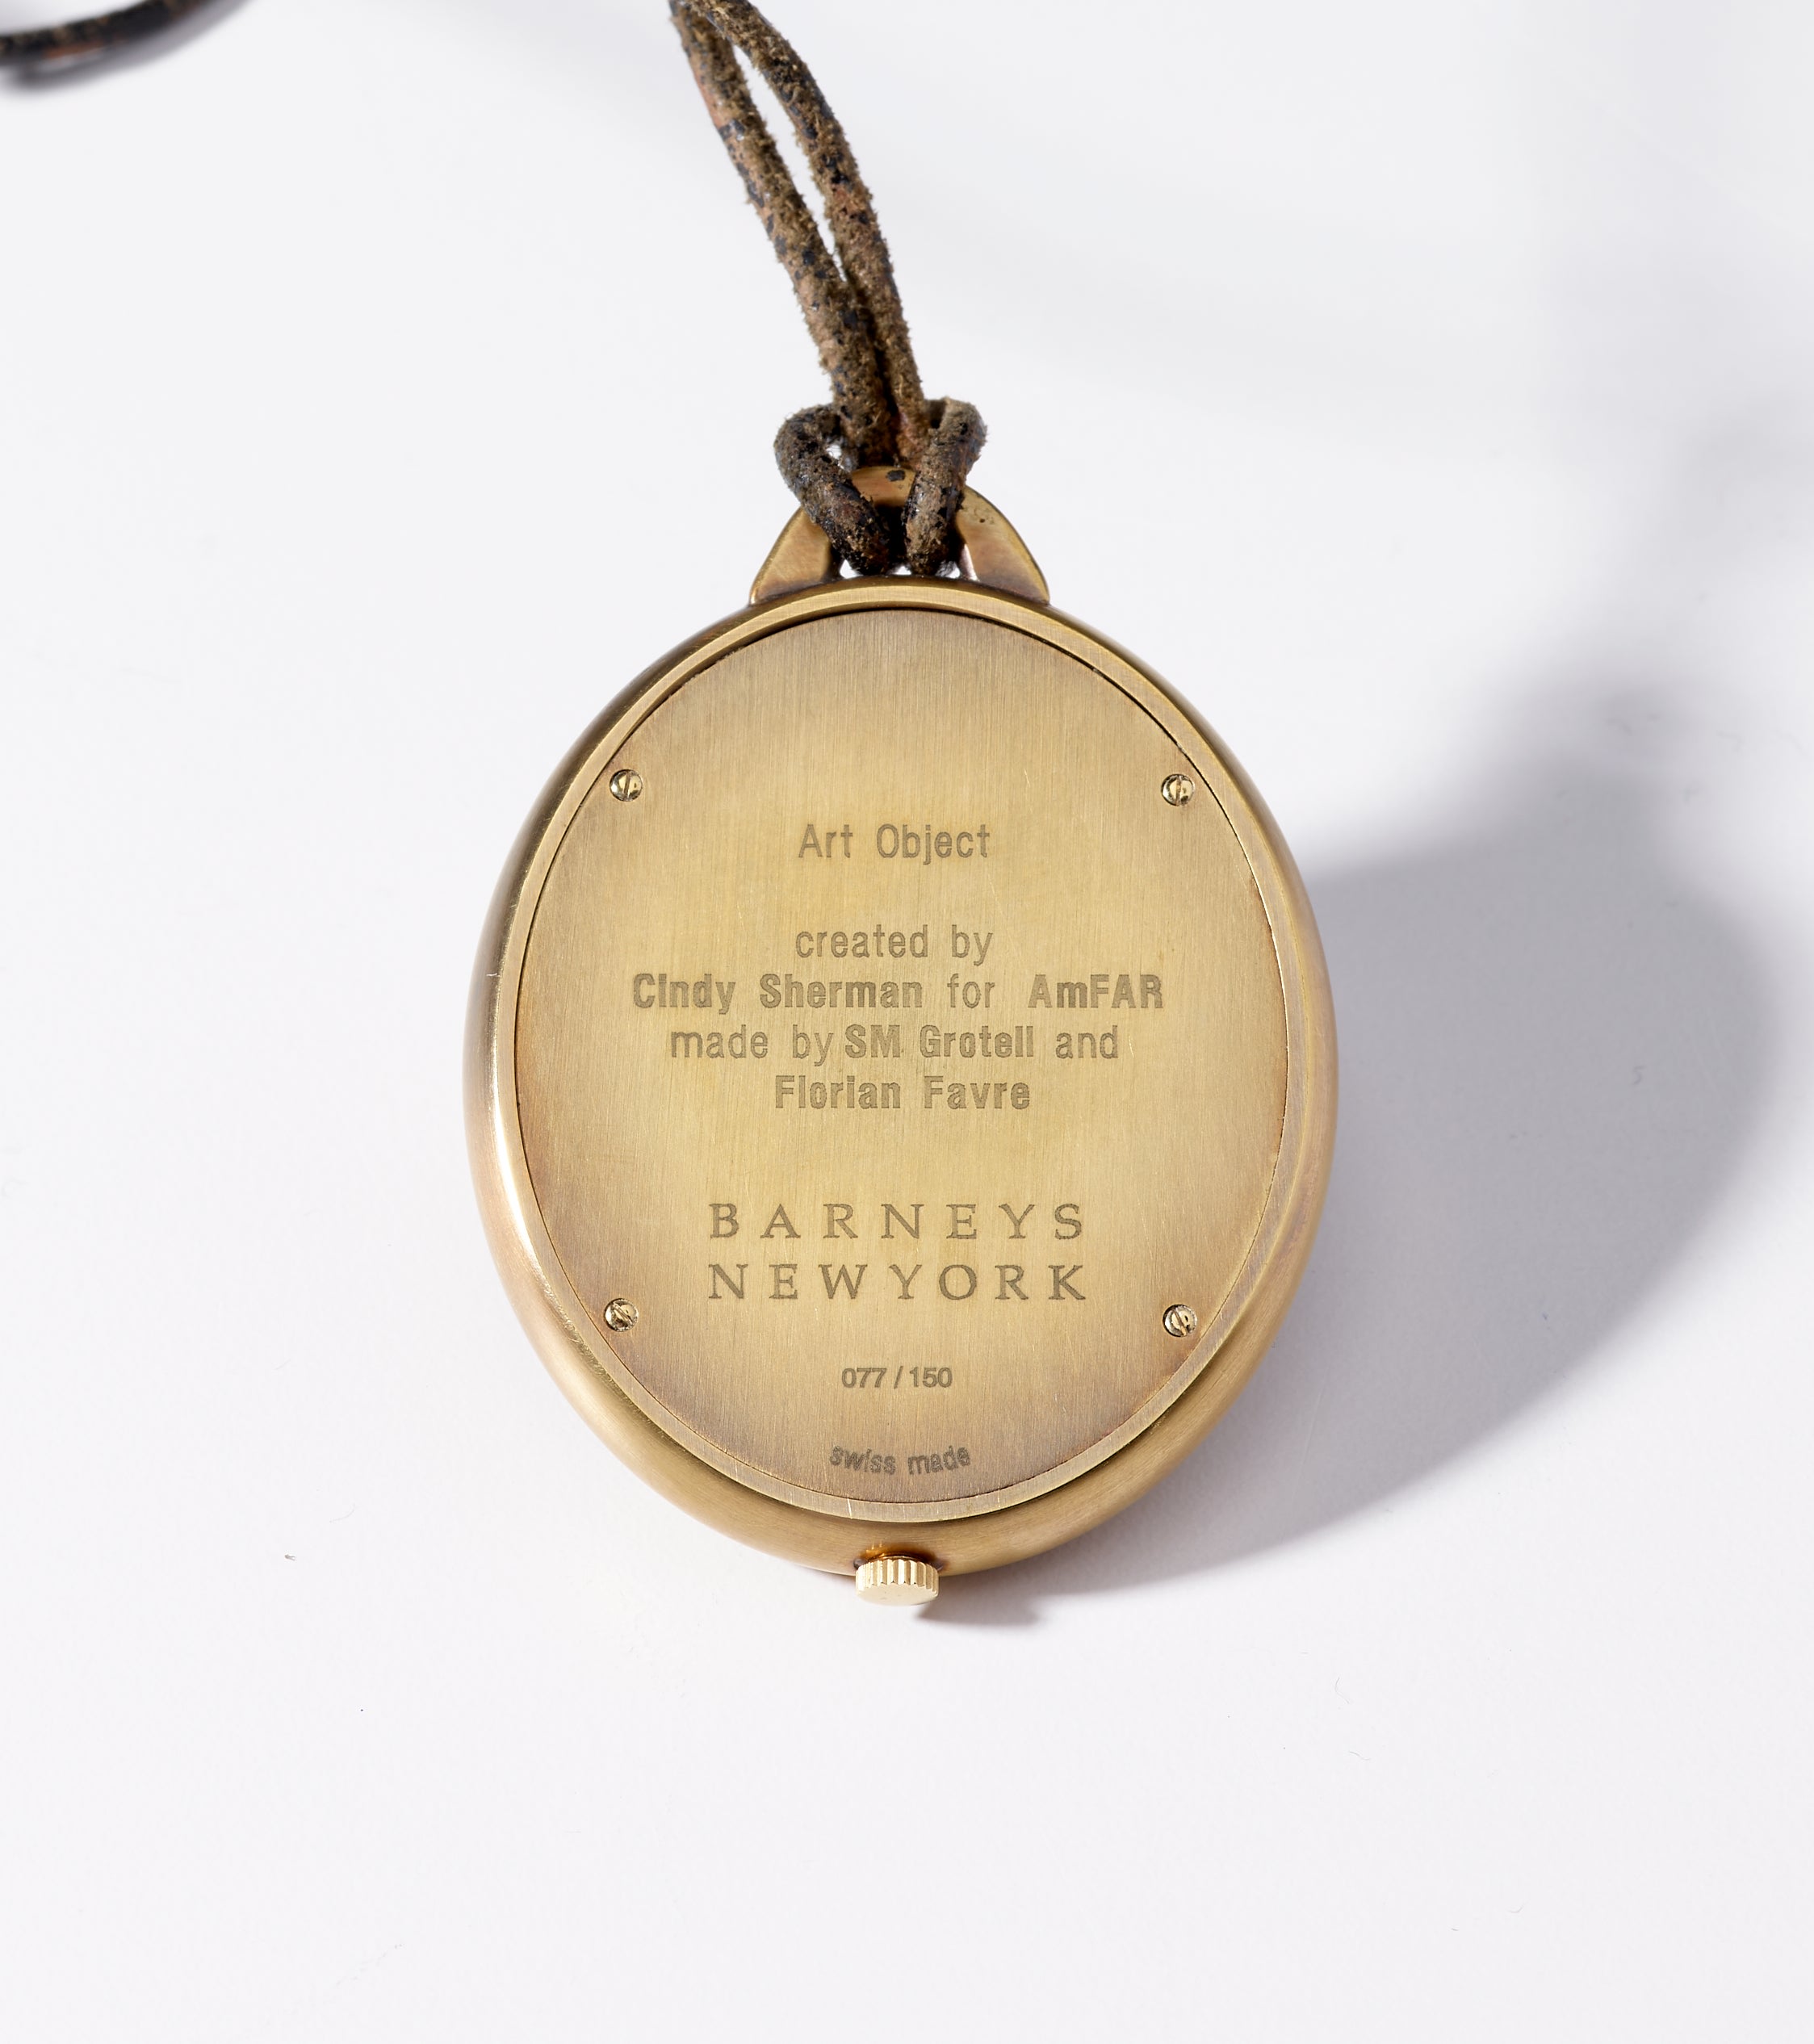 Art Object
created by
Cindy Sherman for AmFAR
made by SM Grotell and
Florian Favre
BARNEYS
NEWYORK
077/150
swiss made